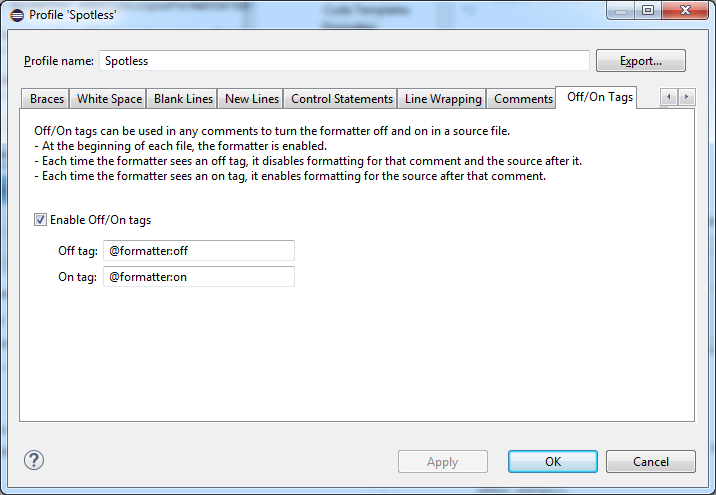 Code Templates
Profile 'Spotless'
Profile name: Spotless Export...
Braces White Space Blank Lines New Lines Control Statements Line Wrapping Comments Off/On Tags
Off/On tags can be used in any comments to turn the formatter off and on in a source file.
- At the beginning of each file, the formatter is enabled.
- Each time the formatter sees an off tag, it disables formatting for that comment and the source after it.
- Each time the formatter sees an on tag, it enables formatting for the source after that comment.
Enable Off/On tags
Off tag: @formatter:off
On tag: @formatter:on
? Apply OK Cancel